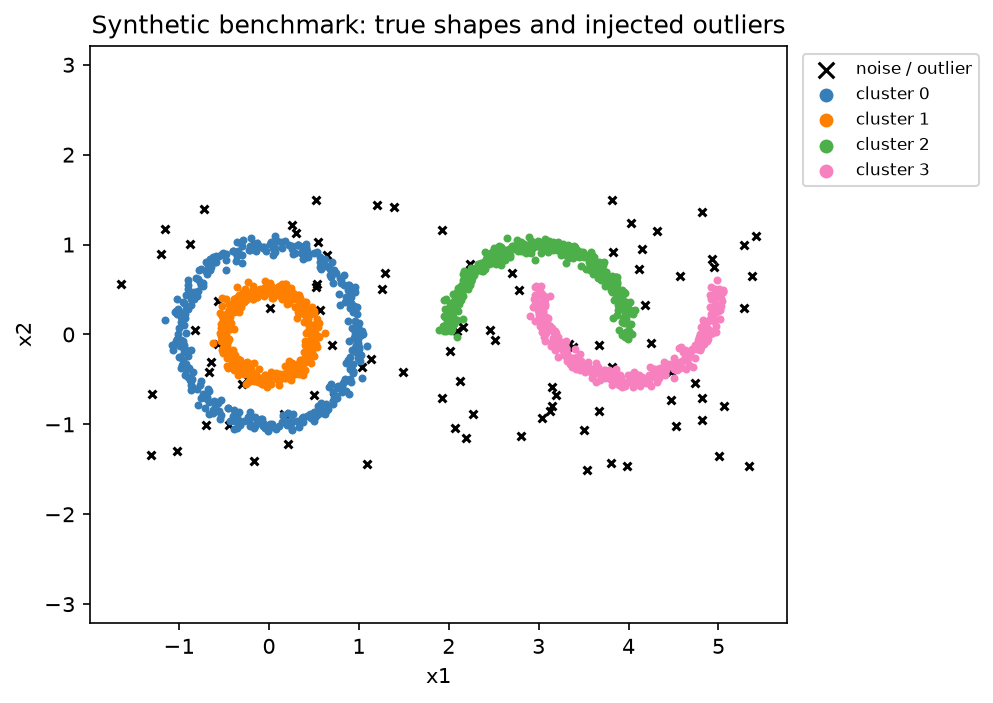 Synthetic benchmark: true shapes and injected outliers
3
2
1
0
−1
−2
−3
x2
−1
0
1
2
3
4
5
x1
noise / outlier
cluster 0
cluster 1
cluster 2
cluster 3